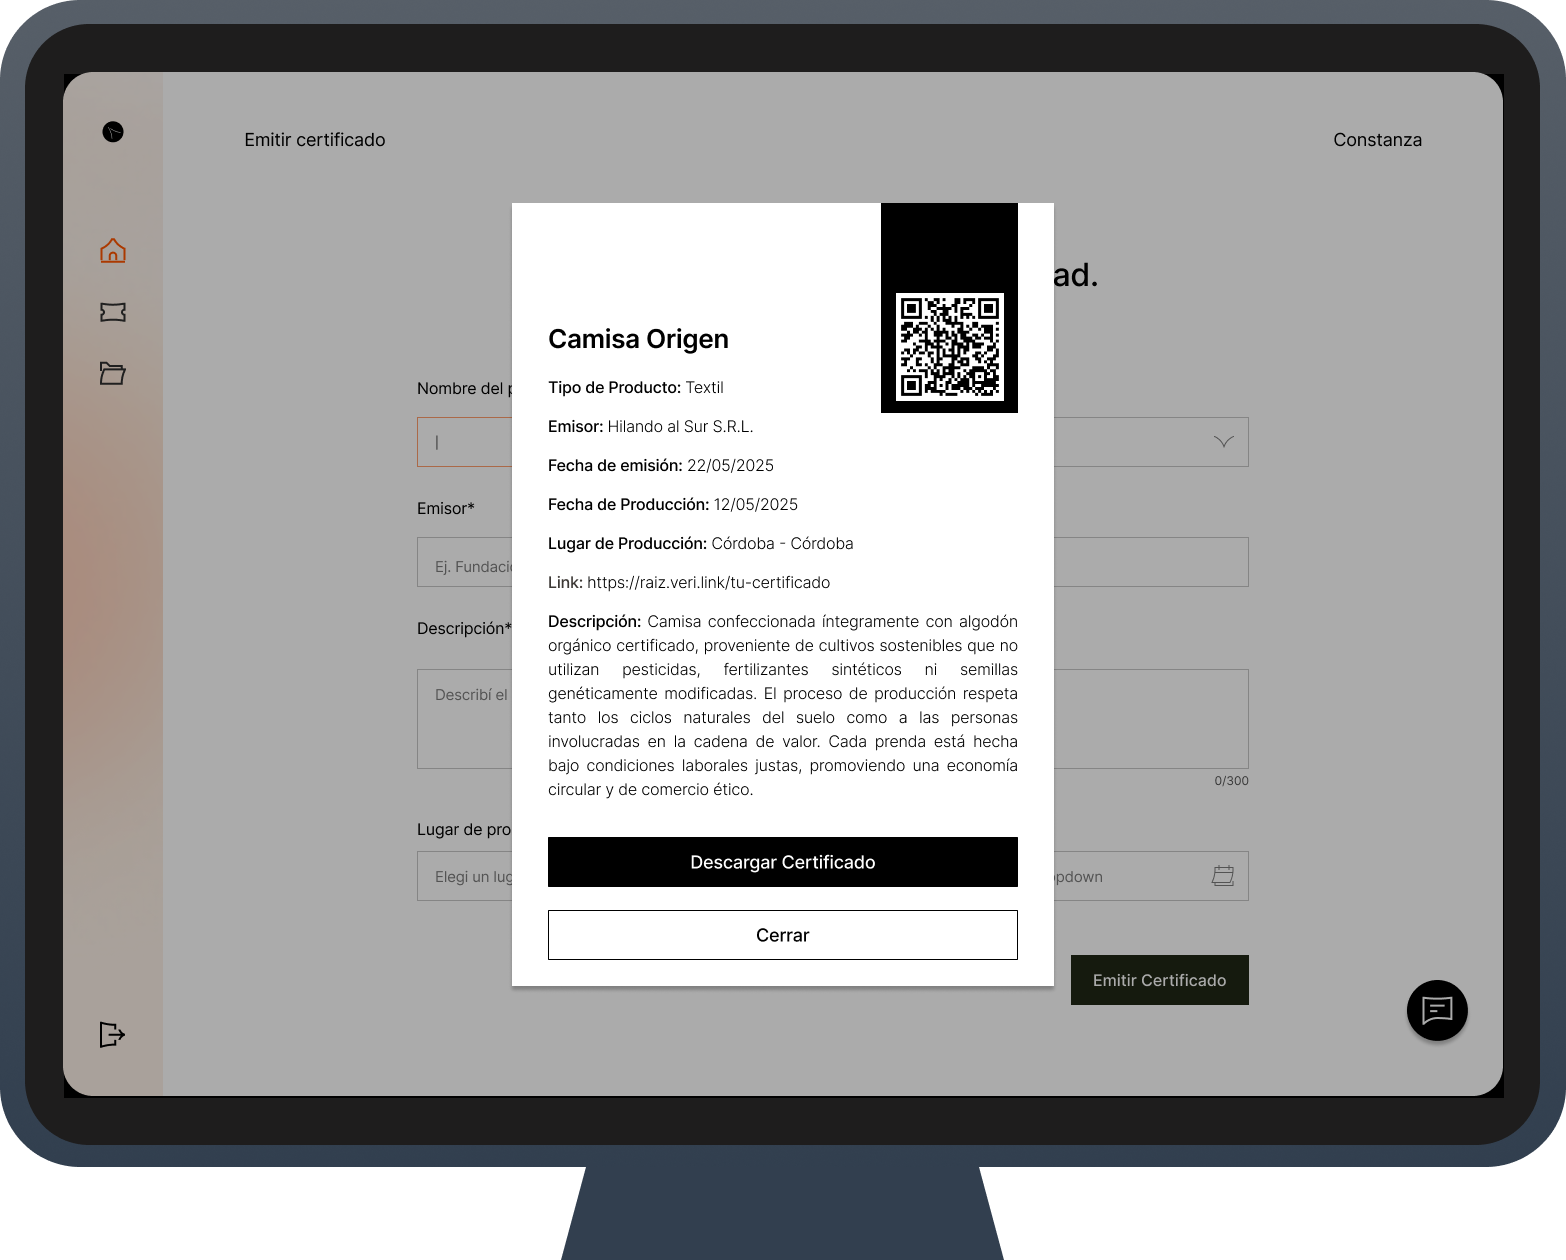 Emitir certificado
Constanza
ad.
Camisa Origen
Nombre del p
Tipo de Producto: Textil
|
Emisor: Hilando al Sur S.R.L.
Fecha de emisión: 22/05/2025
Emisor*
Fecha de Producción: 12/05/2025
Lugar de Producción: Córdoba - Córdoba
Ej. Fundaci
Link: https://raiz.veri.link/tu-certificado
Descripción*
Descripción: Camisa confeccionada íntegramente con algodón
orgánico certificado, proveniente de cultivos sostenibles que no
utilizan pesticidas, fertilizantes sintéticos ni semillas
genéticamente modificadas. El proceso de producción respeta
tanto los ciclos naturales del suelo como a las personas
involucradas en la cadena de valor. Cada prenda está hecha
bajo condiciones laborales justas, promoviendo una economía
circular y de comercio ético.
Describí el
0/300
Lugar de pro
Elegi un lug
pdown
Descargar Certificado
Cerrar
Emitir Certificado